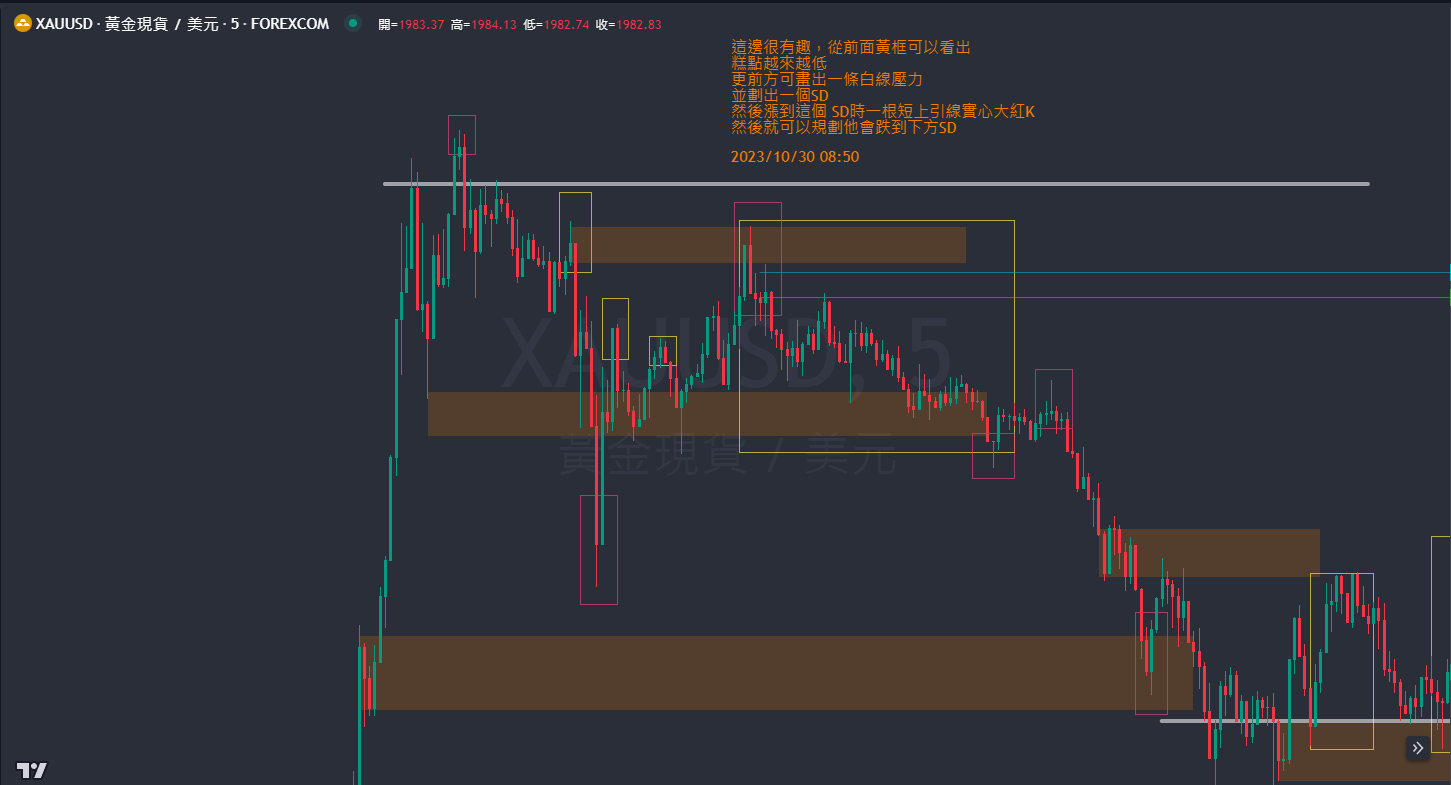 XAUUSD · 黃金現貨 / 美元 · 5 · FOREXCOM 開=1983.37 高=1984.13 低=1982.74 收=1982.83
這邊很有趣，從前面黃框可以看出
糕點越來越低
更前方可畫出一條白線壓力
並劃出一個SD
然後漲到這個 SD時一根短上引線實心大紅K
然後就可以規劃他會跌到下方SD
2023/10/30 08:50
XAUUSD, 5
黃金現貨 / 美元